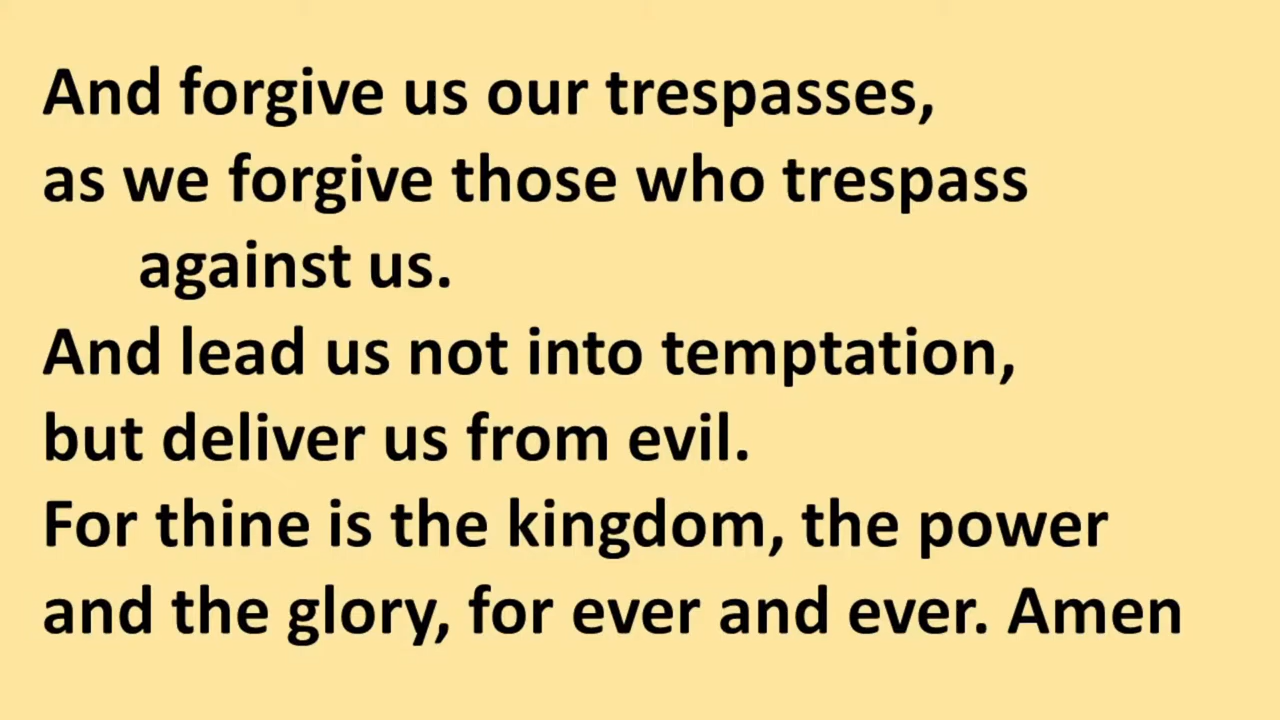 And forgive us our trespasses,
as we forgive those who trespass
against us.
And lead us not into temptation,
but deliver us from evil.
For thine is the kingdom, the power
and the glory, for ever and ever. Amen